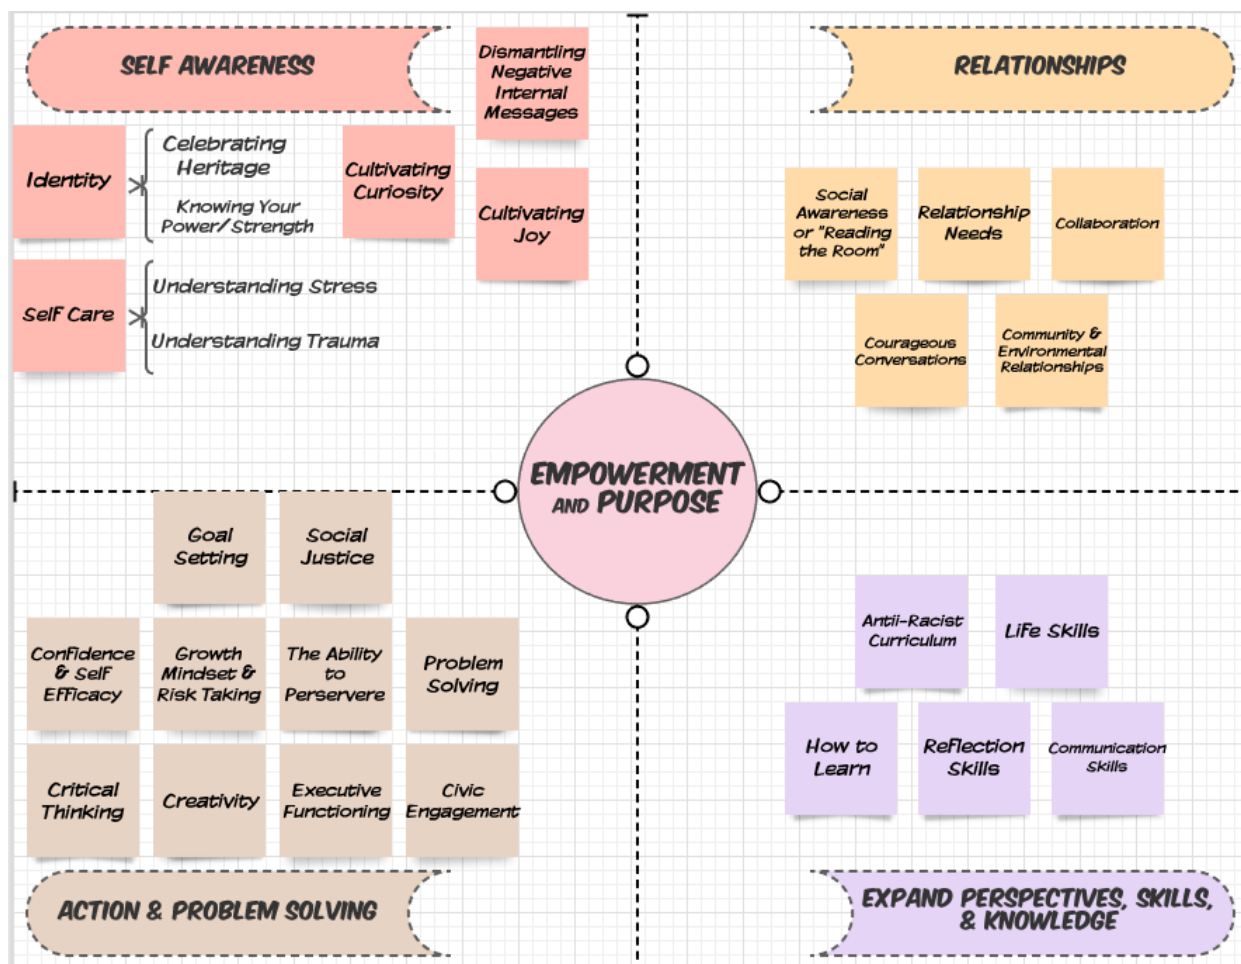 SELF AWARENESS
Dismantling
Negative
Internal
Messages
Identity
Celebrating
Heritage
Knowing Your
Power/Strength
Cultivating
Curiosity
Cultivating
Joy
Self Care
Understanding Stress
Understanding Trauma
RELATIONSHIPS
Social
Awareness
or "Reading
the Room"
Relationship
Needs
Collaboration
Courageous
Conversations
Community &
Environmental
Relationships
EMPOWERMENT
AND PURPOSE
Goal
Setting
Social
Justice
Confidence
& Self
Efficacy
Growth
Mindset &
Risk Taking
The Ability
to
Perservere
Problem
Solving
Critical
Thinking
Creativity
Executive
Functioning
Civic
Engagement
ACTION & PROBLEM SOLVING
Antii-Racist
Curriculum
Life Skills
How to
Learn
Reflection
Skills
Communication
Skills
EXPAND PERSPECTIVES, SKILLS,
& KNOWLEDGE